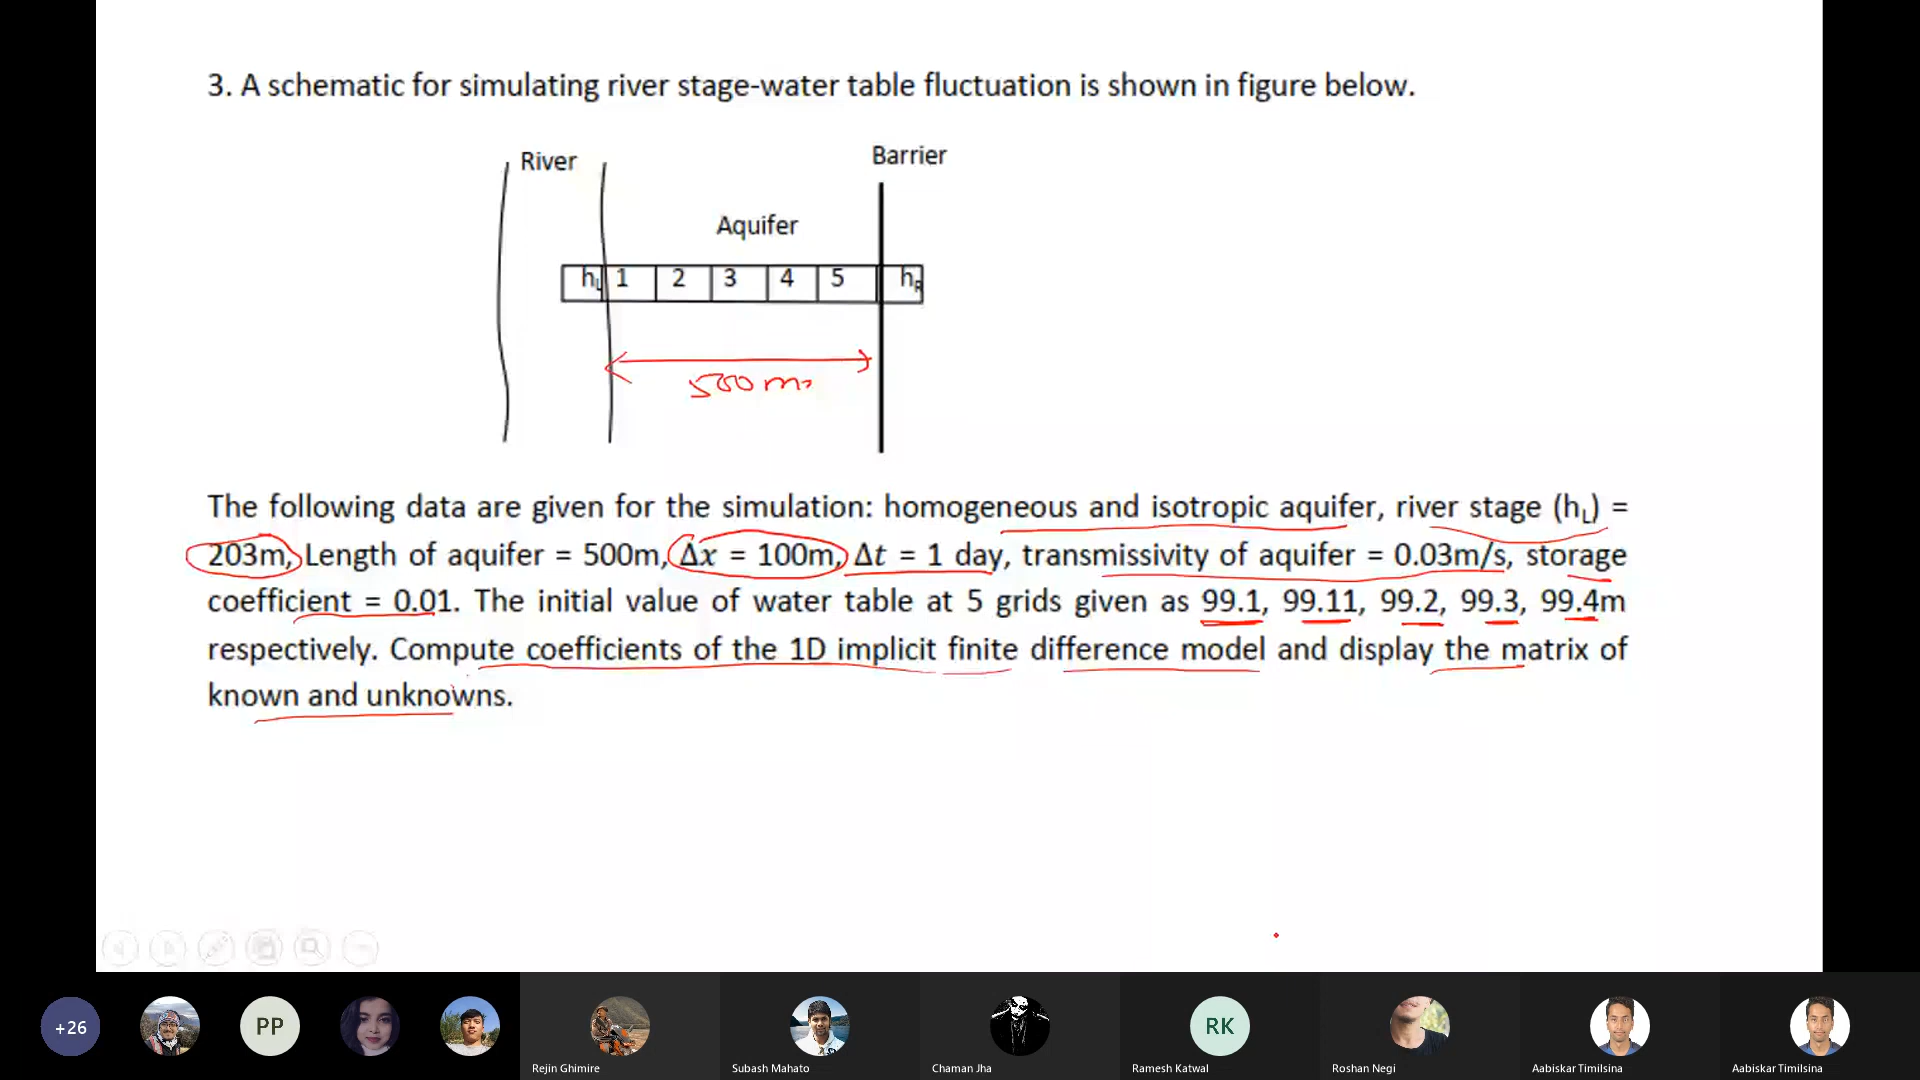 3. A schematic for simulating river stage-water table fluctuation is shown in figure below.
River
Barrier
Aquifer
hL 1 2 3 4 5 hR
500 m
The following data are given for the simulation: homogeneous and isotropic aquifer, river stage (hL) =
203m, Length of aquifer = 500m, Δx = 100m, Δt = 1 day, transmissivity of aquifer = 0.03m/s, storage
coefficient = 0.01. The initial value of water table at 5 grids given as 99.1, 99.11, 99.2, 99.3, 99.4m
respectively. Compute coefficients of the 1D implicit finite difference model and display the matrix of
known and unknowns.
+26
PP
RK
Rejin Ghimire
Subash Mahato
Chaman Jha
Ramesh Katwal
Roshan Negi
Aabiskar Timilsina
Aabiskar Timilsina